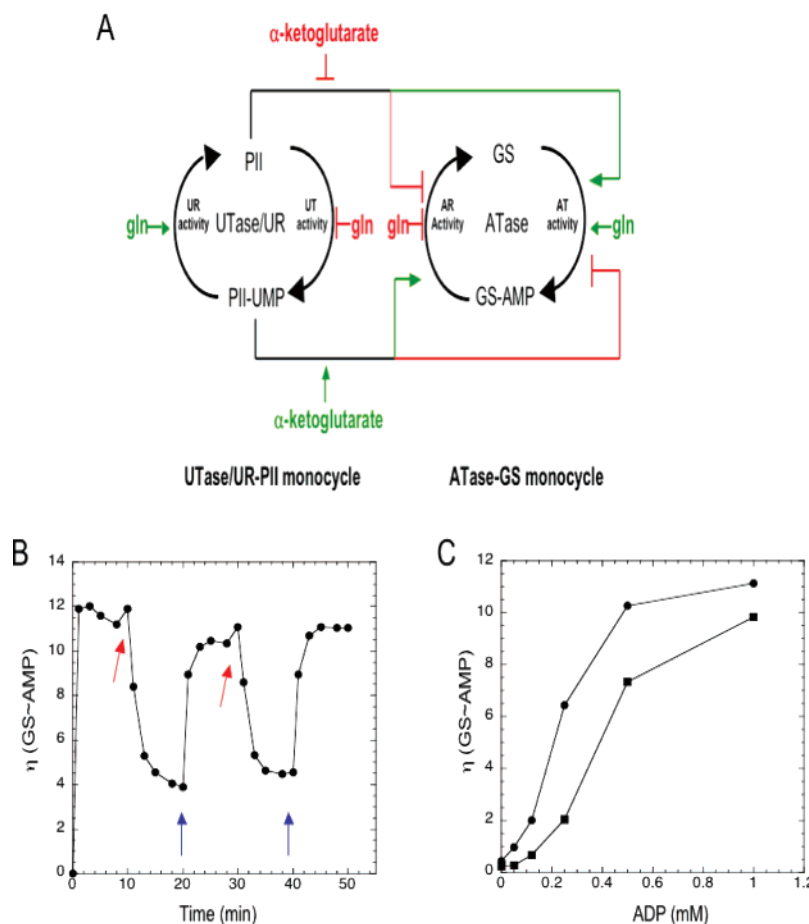 A
α-ketoglutarate
PII
GS
UR activity
UT activity
AR Activity
AT activity
gln
UTase/UR
gln
gln
ATase
gln
PII-UMP
GS-AMP
α-ketoglutarate
UTase/UR-PII monocycle
ATase-GS monocycle
B
14
12
10
8
6
4
2
0
η (GS~AMP)
0 10 20 30 40 50
Time (min)
C
12
10
8
6
4
2
0
η (GS~AMP)
0 0.2 0.4 0.6 0.8 1 1.2
ADP (mM)